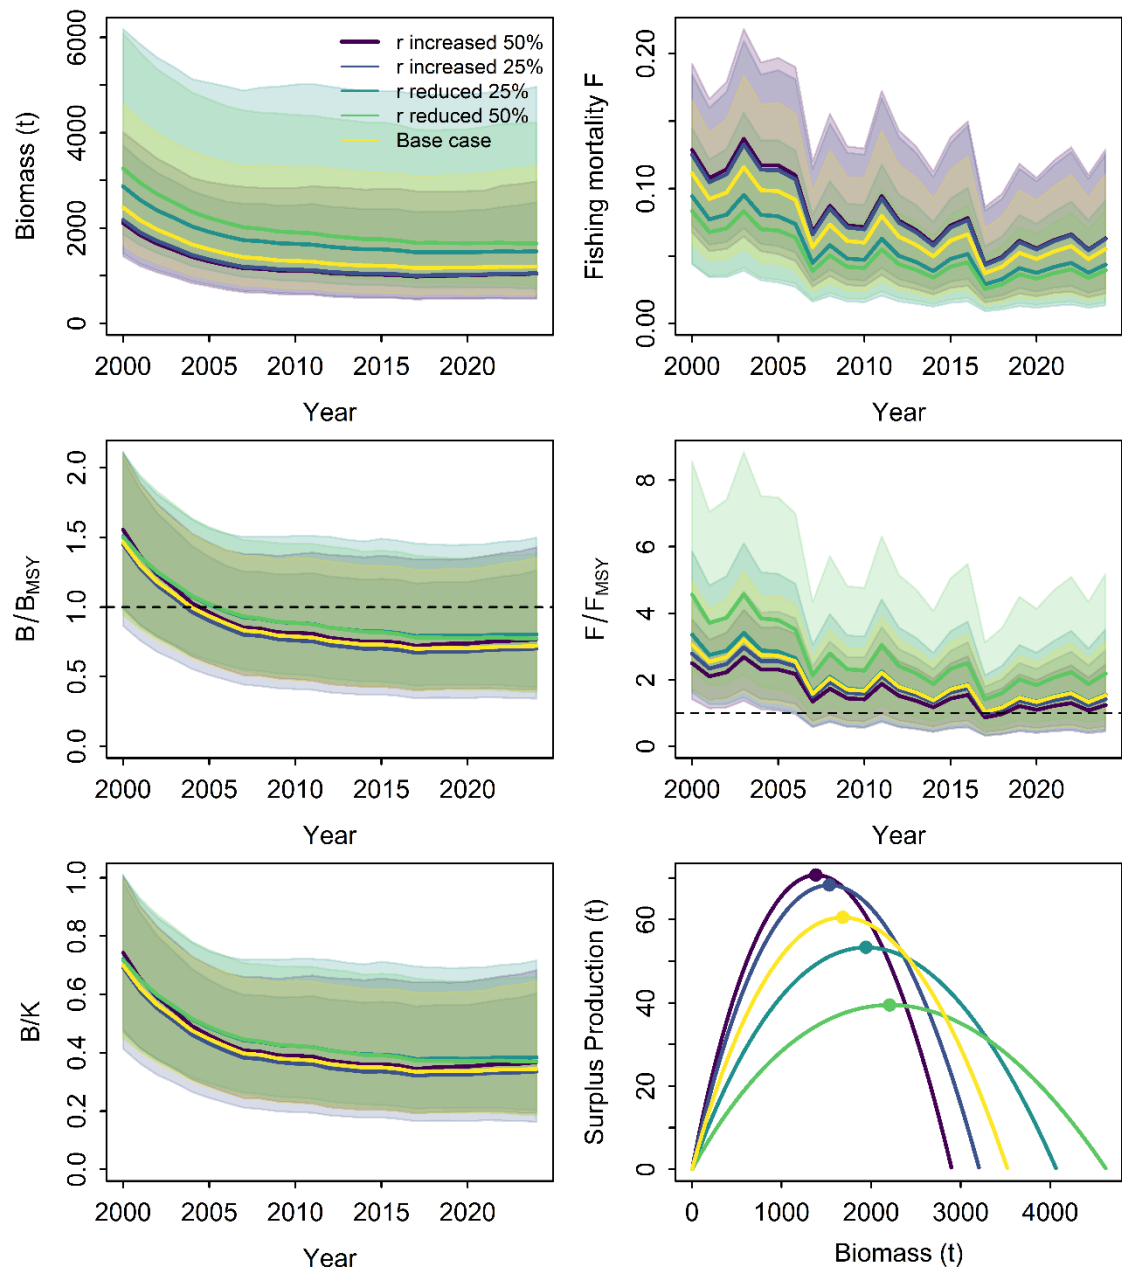 Biomass (t)
6000
4000
2000
0
r increased 50%
r increased 25%
r reduced 25%
r reduced 50%
Base case
2000 2005 2010 2015 2020
Year
Fishing mortality F
0.20
0.10
0.00
2000 2005 2010 2015 2020
Year
B/BMSY
2.0
1.5
1.0
0.5
0.0
2000 2005 2010 2015 2020
Year
F/FMSY
8
6
4
2
0
2000 2005 2010 2015 2020
Year
B/K
1.0
0.8
0.6
0.4
0.2
0.0
2000 2005 2010 2015 2020
Year
Surplus Production (t)
60
40
20
0
0 1000 2000 3000 4000
Biomass (t)